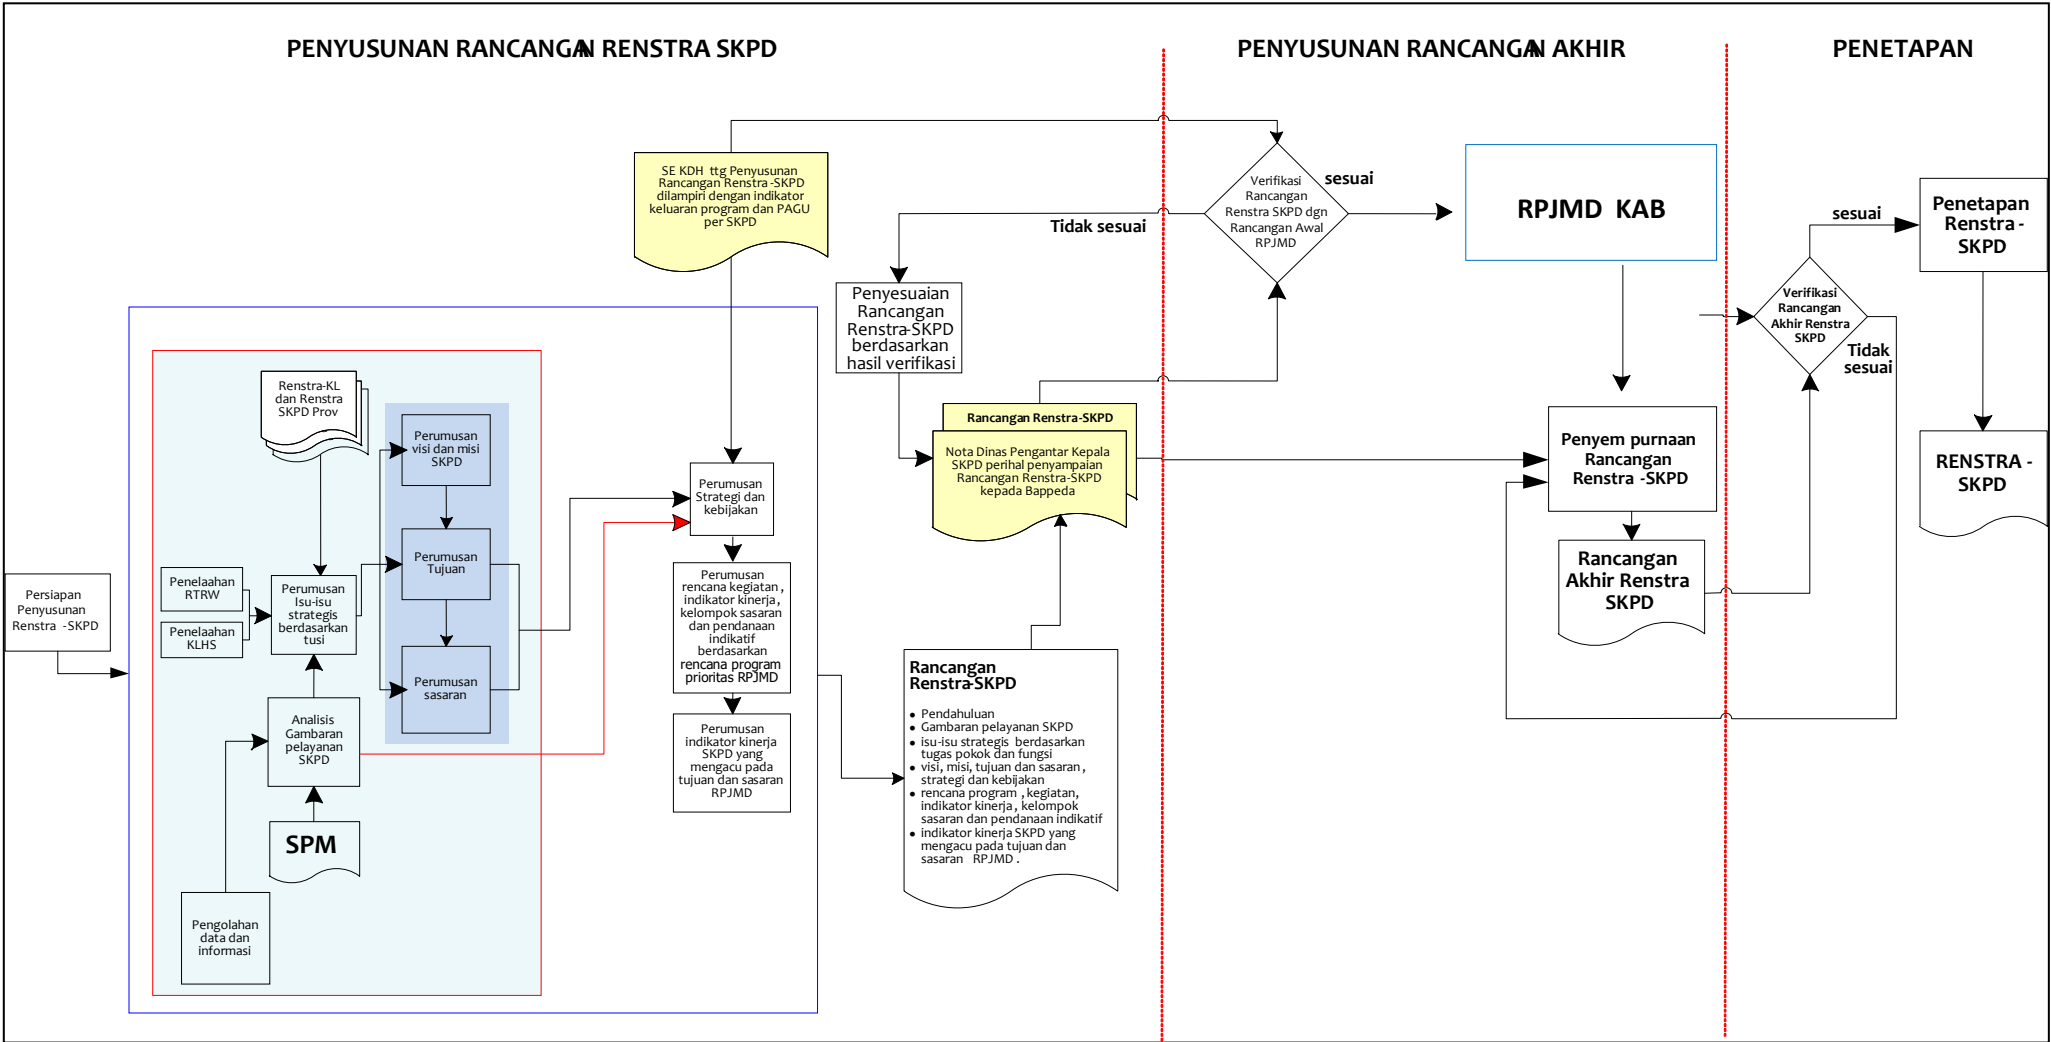 PENYUSUNAN RANCANGAN RENSTRA SKPD
PENYUSUNAN RANCANGAN AKHIR
PENETAPAN
SE KDH ttg Penyusunan
Rancangan Renstra -SKPD
dilampiri dengan indikator
keluaran program dan PAGU
per SKPD
Verifikasi
Rancangan
Renstra SKPD dgn
Rancangan Awal
RPJMD
sesuai
Tidak sesuai
RPJMD KAB
sesuai
Penetapan
Renstra -
SKPD
Verifikasi
Rancangan
Akhir Renstra
SKPD
Tidak
sesuai
Penyesuaian
Rancangan
Renstra-SKPD
berdasarkan
hasil verifikasi
Renstra-KL
dan Renstra
SKPD Prov
Perumusan
visi dan misi
SKPD
Rancangan Renstra-SKPD
Nota Dinas Pengantar Kepala
SKPD perihal penyampaian
Rancangan Renstra-SKPD
kepada Bappeda
Penyem purnaan
Rancangan
Renstra -SKPD
RENSTRA -
SKPD
Perumusan
Strategi dan
kebijakan
Perumusan
Tujuan
Persiapan
Penyusunan
Renstra -SKPD
Penelaahan
RTRW
Penelaahan
KLHS
Perumusan
Isu-isu
strategis
berdasarkan
tusi
Perumusan
rencana kegiatan ,
indikator kinerja ,
kelompok sasaran
dan pendanaan
indikatif
berdasarkan
rencana program
prioritas RPJMD
Rancangan
Akhir Renstra
SKPD
Perumusan
sasaran
Analisis
Gambaran
pelayanan
SKPD
Perumusan
indikator kinerja
SKPD yang
mengacu pada
tujuan dan sasaran
RPJMD
Rancangan
Renstra-SKPD
• Pendahuluan
• Gambaran pelayanan SKPD
• isu-isu strategis berdasarkan
tugas pokok dan fungsi
• visi, misi, tujuan dan sasaran ,
strategi dan kebijakan
• rencana program , kegiatan,
indikator kinerja , kelompok
sasaran dan pendanaan indikatif
• indikator kinerja SKPD yang
mengacu pada tujuan dan
sasaran RPJMD .
SPM
Pengolahan
data dan
informasi